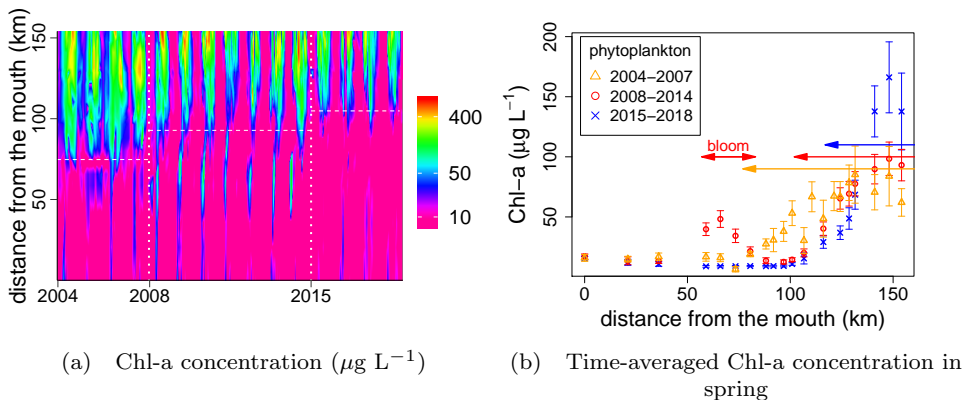 distance from the mouth (km)
150
100
50
2004
2008
2015
400
50
10
(a) Chl-a concentration (μg L⁻¹)
Chl−a (μg L⁻¹)
200
150
100
50
0
50
100
150
distance from the mouth (km)
phytoplankton
2004−2007
2008−2014
2015−2018
bloom
(b) Time-averaged Chl-a concentration in
spring